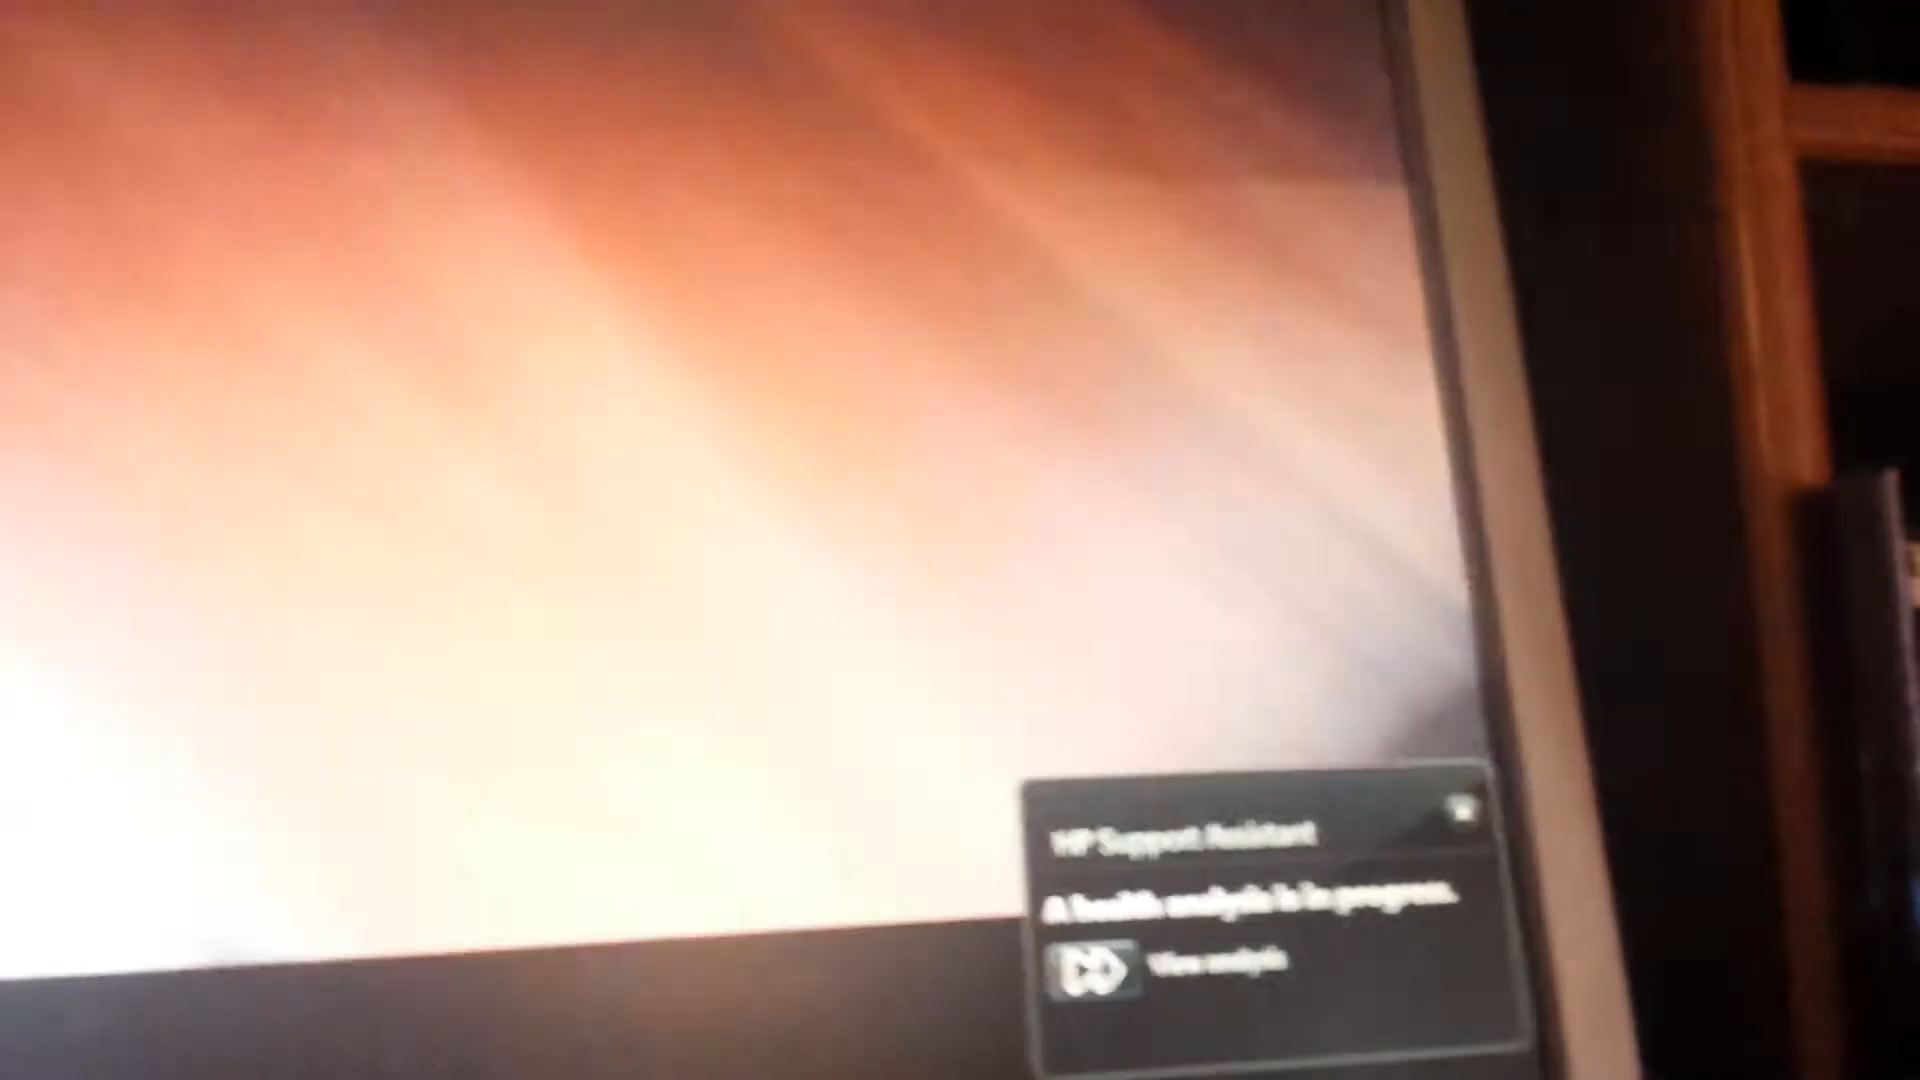 HP Support Assistant
A health analysis is in progress.
View analysis